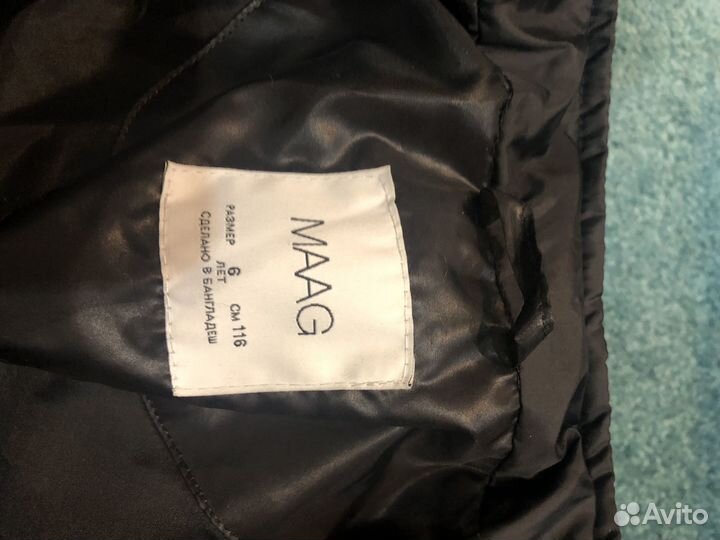 MAAG
РАЗМЕР 6 ЛЕТ СМ 116
СДЕЛАНО В БАНГЛАДЕШ
Avito